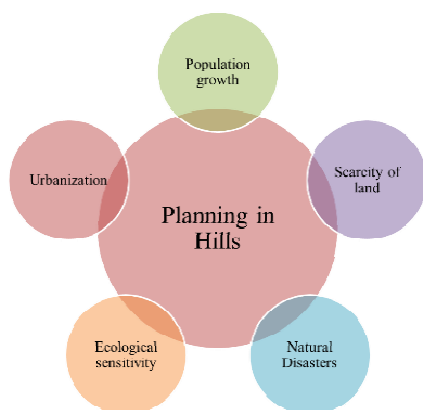 Population
growth
Urbanization
Scarcity of
land
Planning in
Hills
Ecological
sensitivity
Natural
Disasters